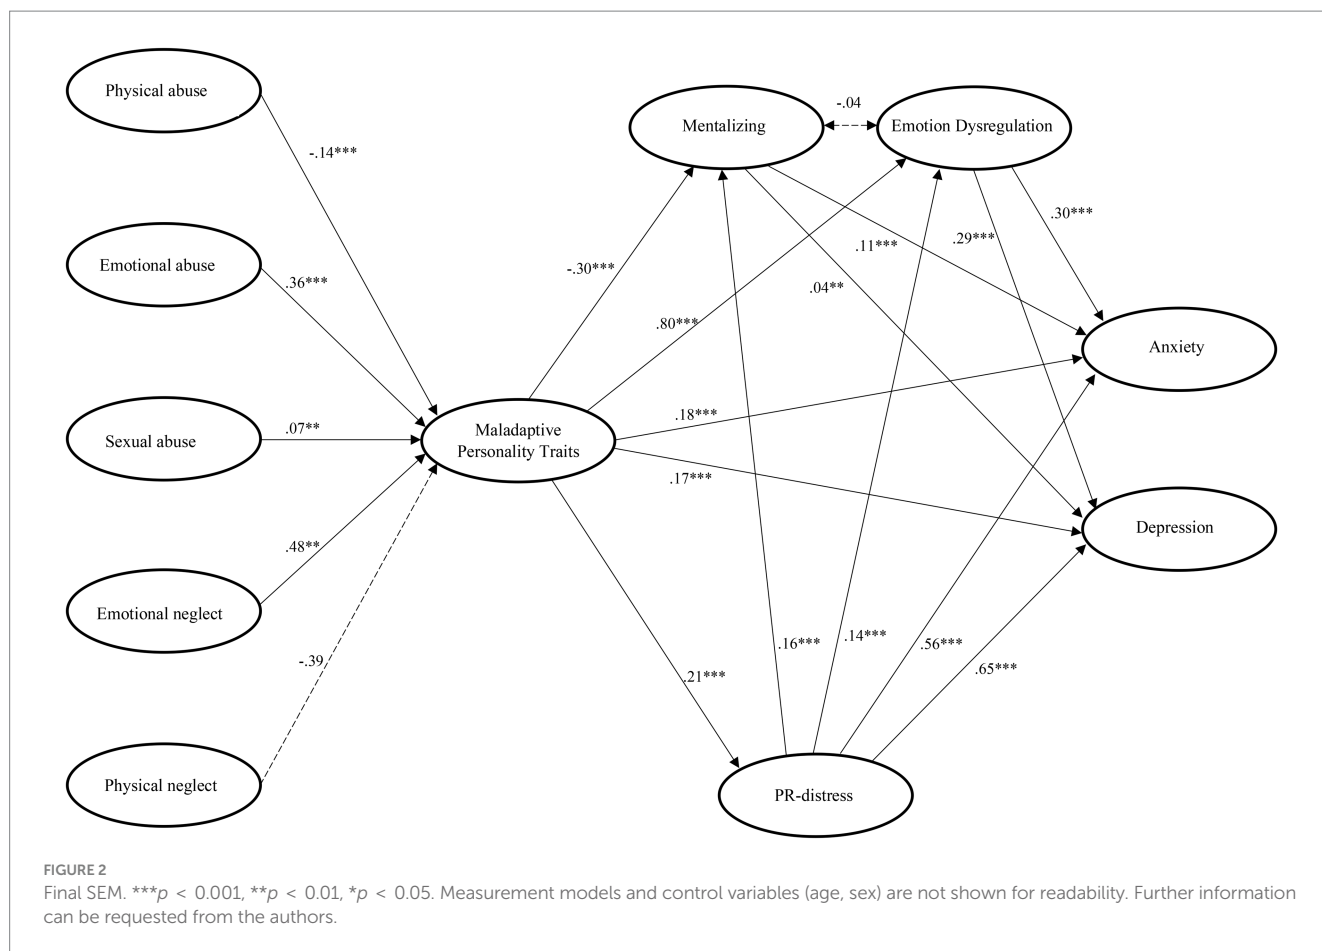 Physical abuse
-.14***
Emotional abuse
.36***
Sexual abuse
.07**
Emotional neglect
.48**
Physical neglect
-.39
Maladaptive
Personality Traits
Mentalizing
-.04
Emotion Dysregulation
-.30***
.80***
.11***
.04**
.29***
.30***
.18***
.17***
Anxiety
Depression
.21***
.16***
.14***
.56***
.65***
PR-distress
FIGURE 2
Final SEM. ***p < 0.001, **p < 0.01, *p < 0.05. Measurement models and control variables (age, sex) are not shown for readability. Further information
can be requested from the authors.